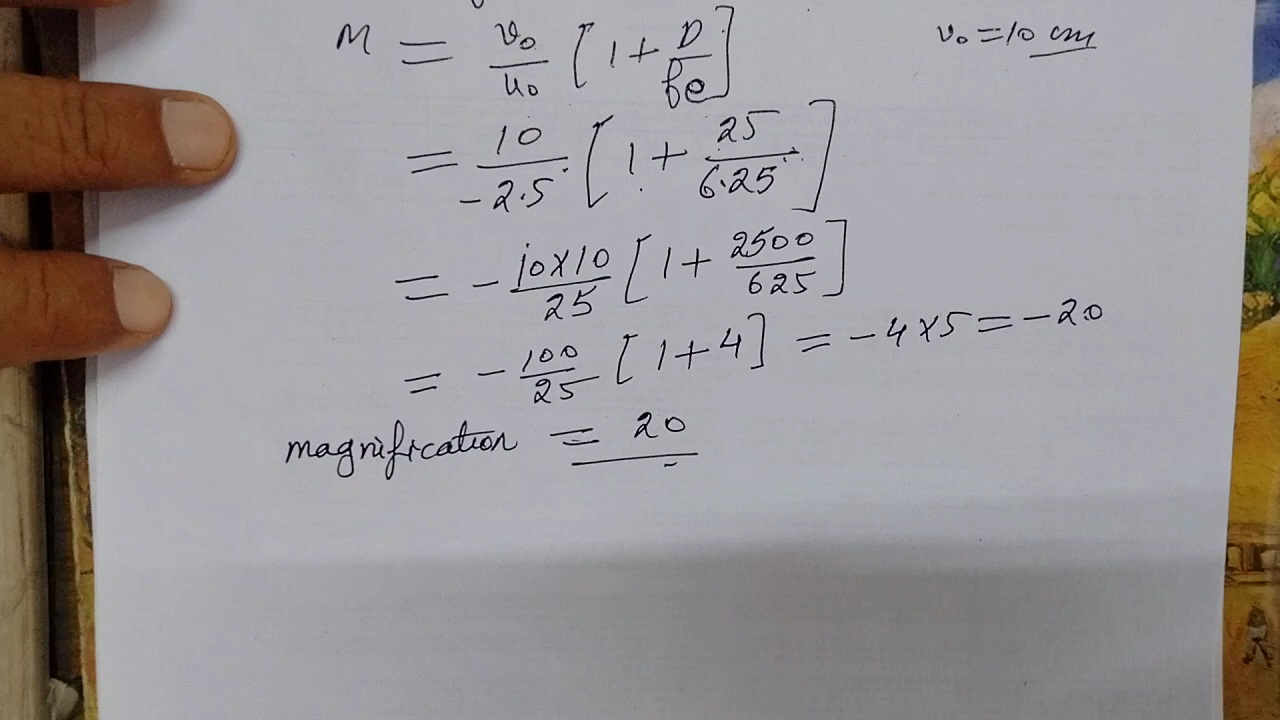 M = v₀/u₀ [1 + D/fe] v₀ = 10 cm
= 10/-2.5 [1 + 25/6.25]
= - 10×10/25 [1 + 2500/625]
= - 100/25 [1 + 4] = - 4 × 5 = - 20
magnification = 20